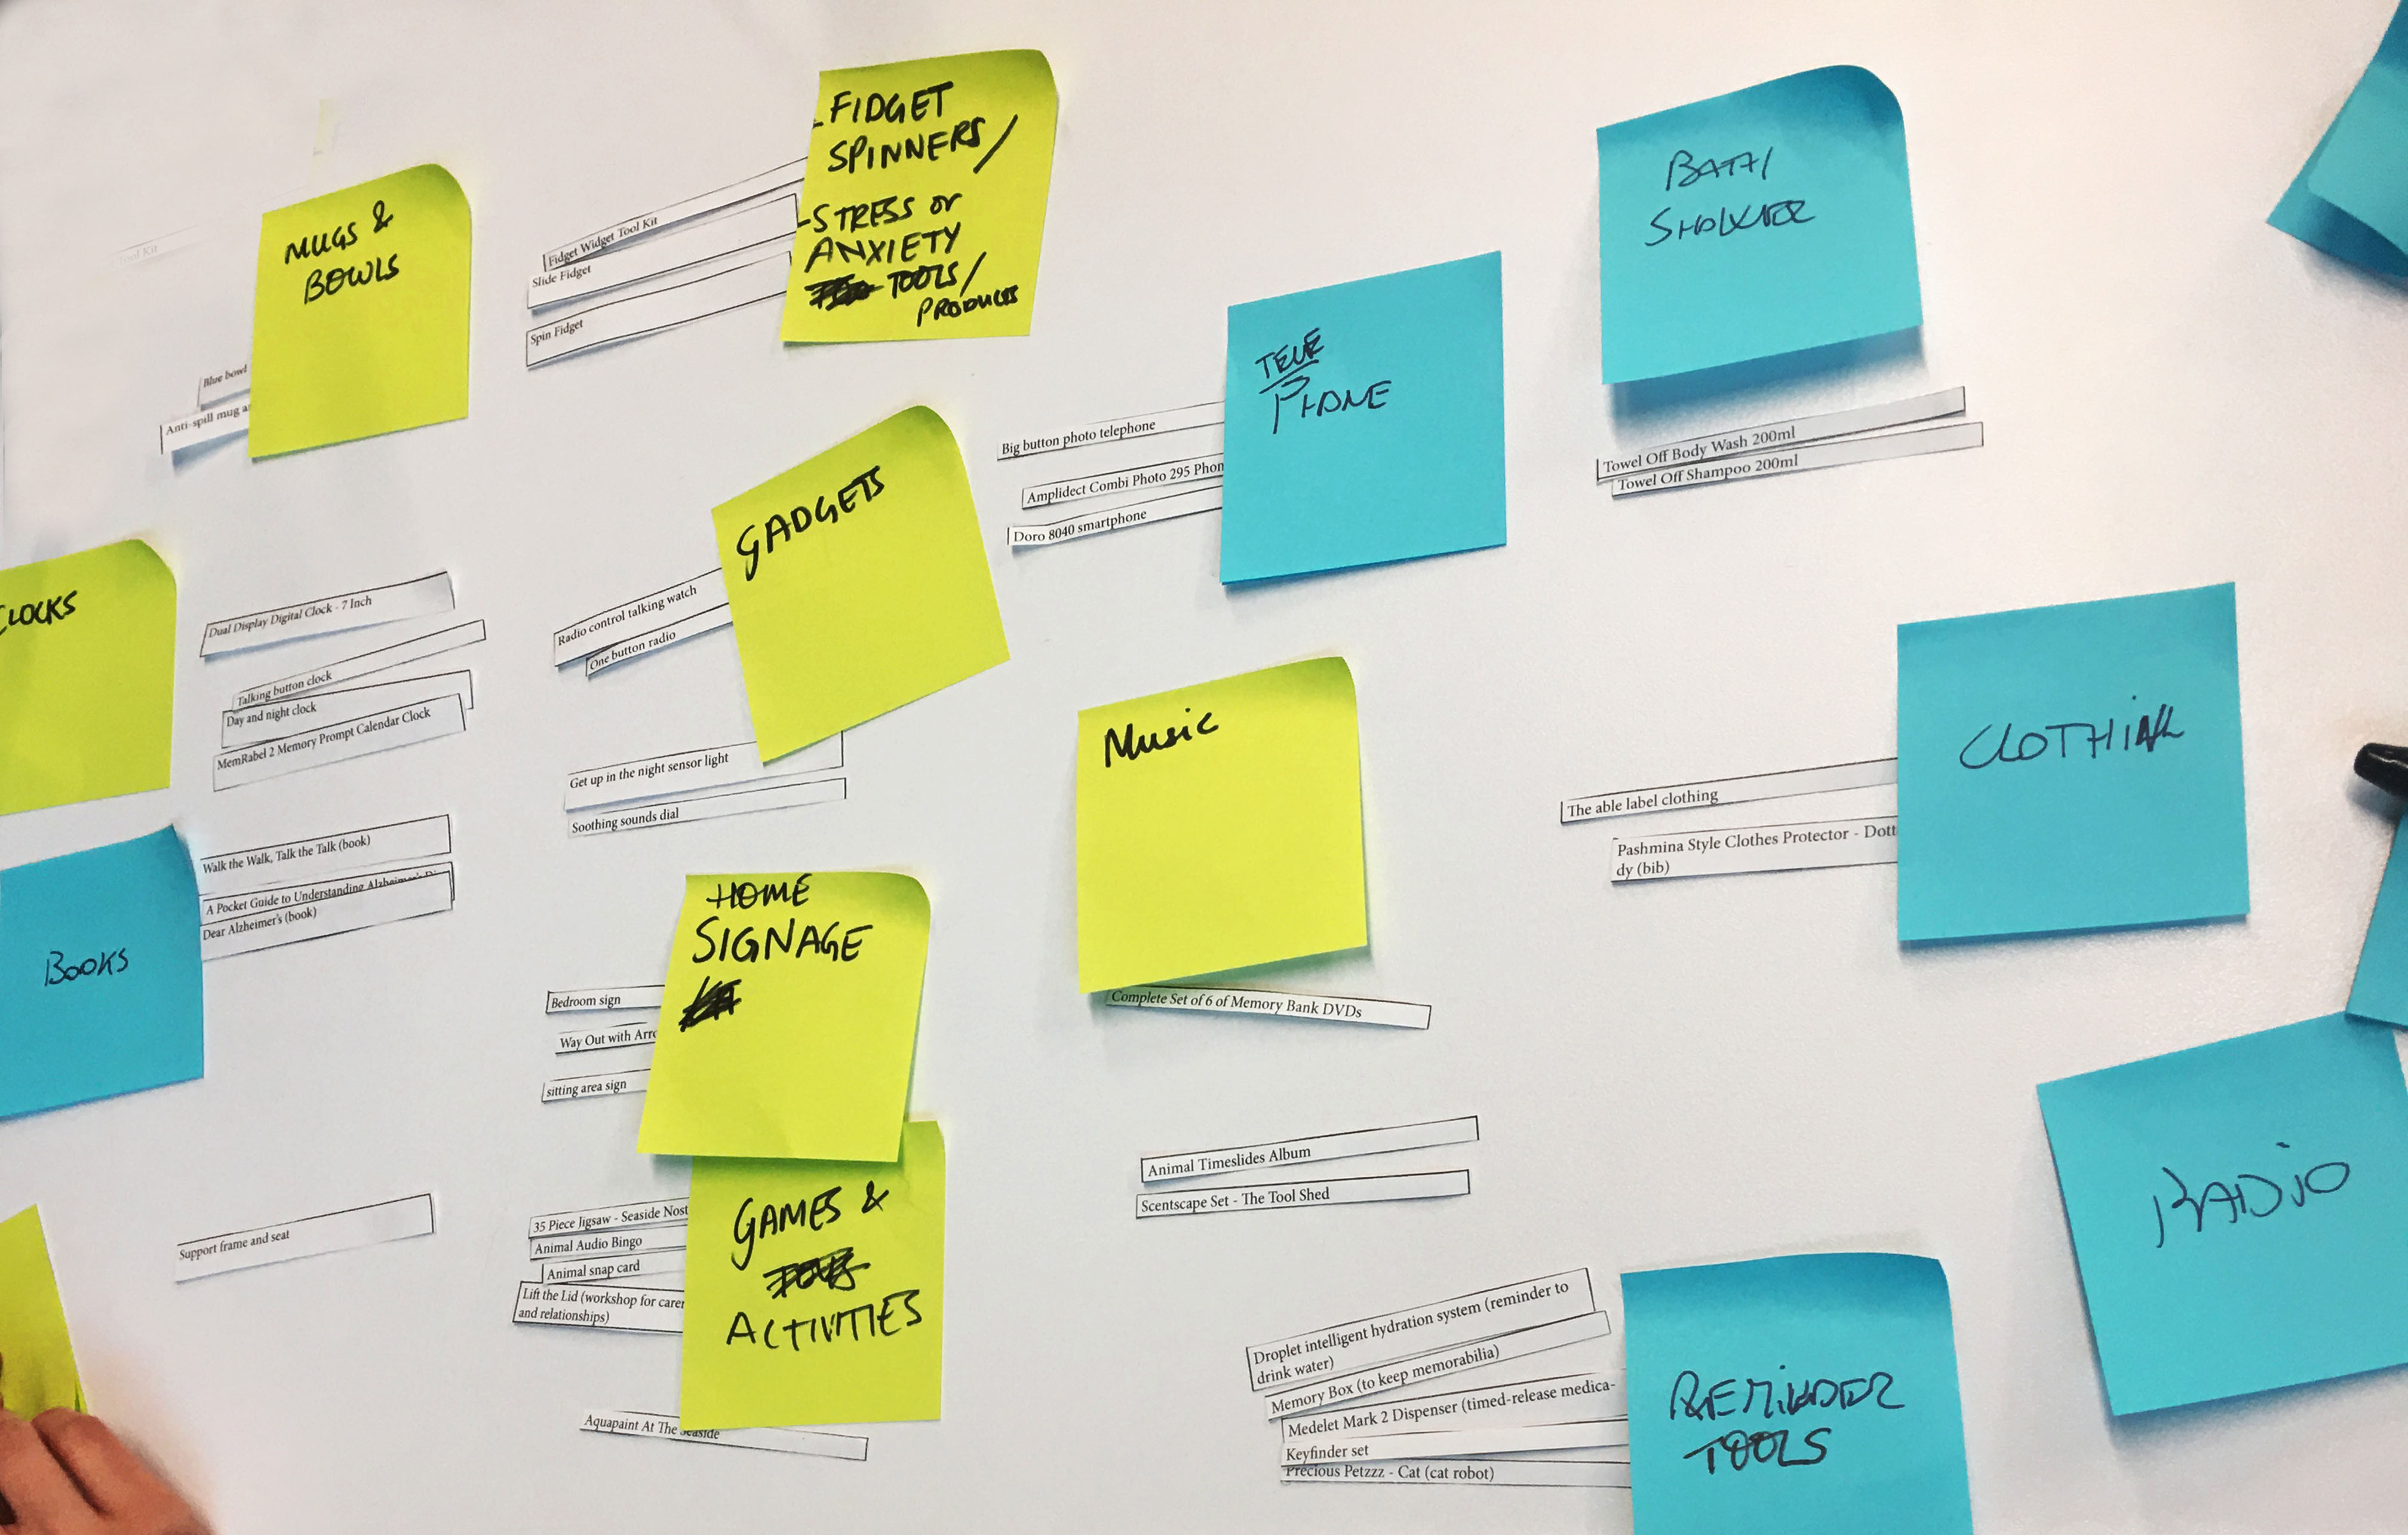 FIDGET
SPINNERS/
-STRESS or
ANXIETY
TOOLS/
PRODUCTS
Fidget Widget Tool Kit
Slide Fidget
Spin Fidget
Tool Kit
MUGS &
BOWLS
Blue bowl
Anti-spill mug
BATH/
SHOWER
Towel Off Body Wash 200ml
Towel Off Shampoo 200ml
TELE
PHONE
Big button photo telephone
Amplidect Combi Photo 295 Phon
Doro 8040 smartphone
GADGETS
Radio control talking watch
One button radio
Get up in the night sensor light
Soothing sounds dial
CLOCKS
Dual Display Digital Clock - 7 Inch
Talking button clock
Day and night clock
MemRabel 2 Memory Prompt Calendar Clock
BOOKS
Walk the Walk, Talk the Talk (book)
A Pocket Guide to Understanding Alzheimer's
Dear Alzheimer's (book)
Music
Complete Set of 6 of Memory Bank DVDs
CLOTHING
The able label clothing
Pashmina Style Clothes Protector - Dott
dy (bib)
HOME
SIGNAGE
Bedroom sign
Way Out with Arro
sitting area sign
Animal Timeslides Album
Scentscape Set - The Tool Shed
RADiO
Support frame and seat
GAMES &
ACTIVITIES
35 Piece Jigsaw - Seaside Nost
Animal Audio Bingo
Animal snap card
Lift the Lid (workshop for carer
and relationships)
Aquapaint At The Seaside
REMINDER
TOOLS
Droplet intelligent hydration system (reminder to
drink water)
Memory Box (to keep memorabilia)
Medelet Mark 2 Dispenser (timed-release medica-
Keyfinder set
Precious Petzzz - Cat (cat robot)